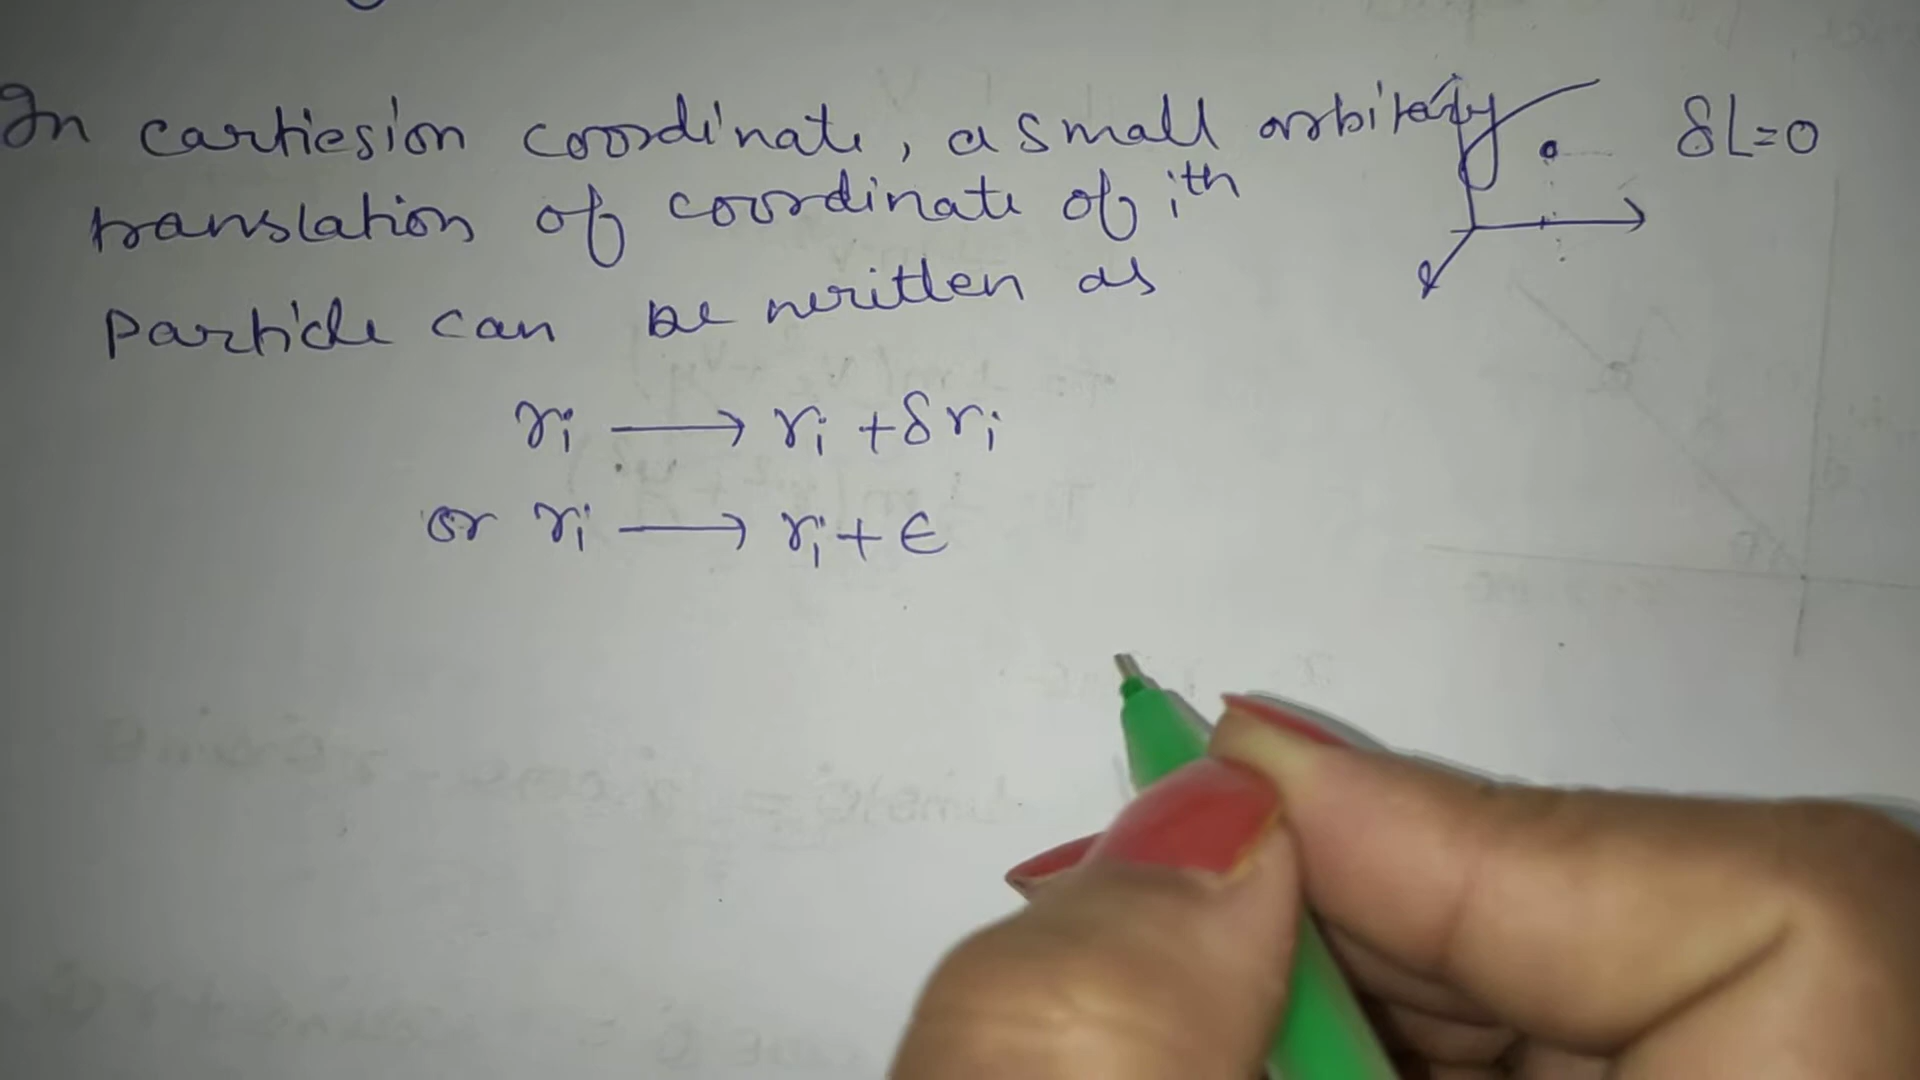 In cartiesion coordinate, a small arbitrary
δL=0
translation of coordinate of ith
Particle can be written as
ri → ri + δri
or ri → ri + ϵ